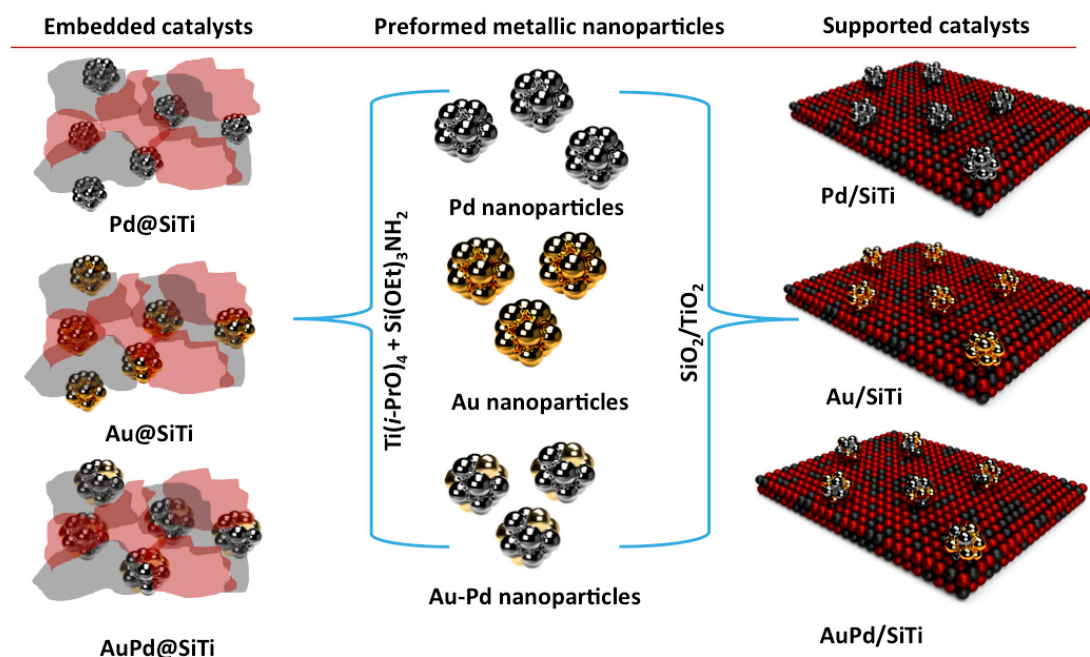 Embedded catalysts
Preformed metallic nanoparticles
Supported catalysts
Pd@SiTi
Au@SiTi
AuPd@SiTi
Ti(i-PrO)₄ + Si(OEt)₃NH₂
Pd nanoparticles
Au nanoparticles
Au-Pd nanoparticles
SiO₂/TiO₂
Pd/SiTi
Au/SiTi
AuPd/SiTi